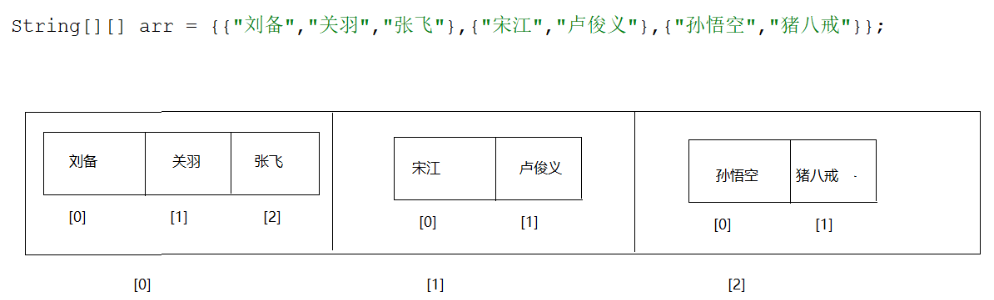 String[][] arr = {{"刘备","关羽","张飞"},{"宋江","卢俊义"},{"孙悟空","猪八戒"}};
刘备 关羽 张飞 宋江 卢俊义 孙悟空 猪八戒
[0] [1] [2] [0] [1] [0] [1]
[0] [1] [2]